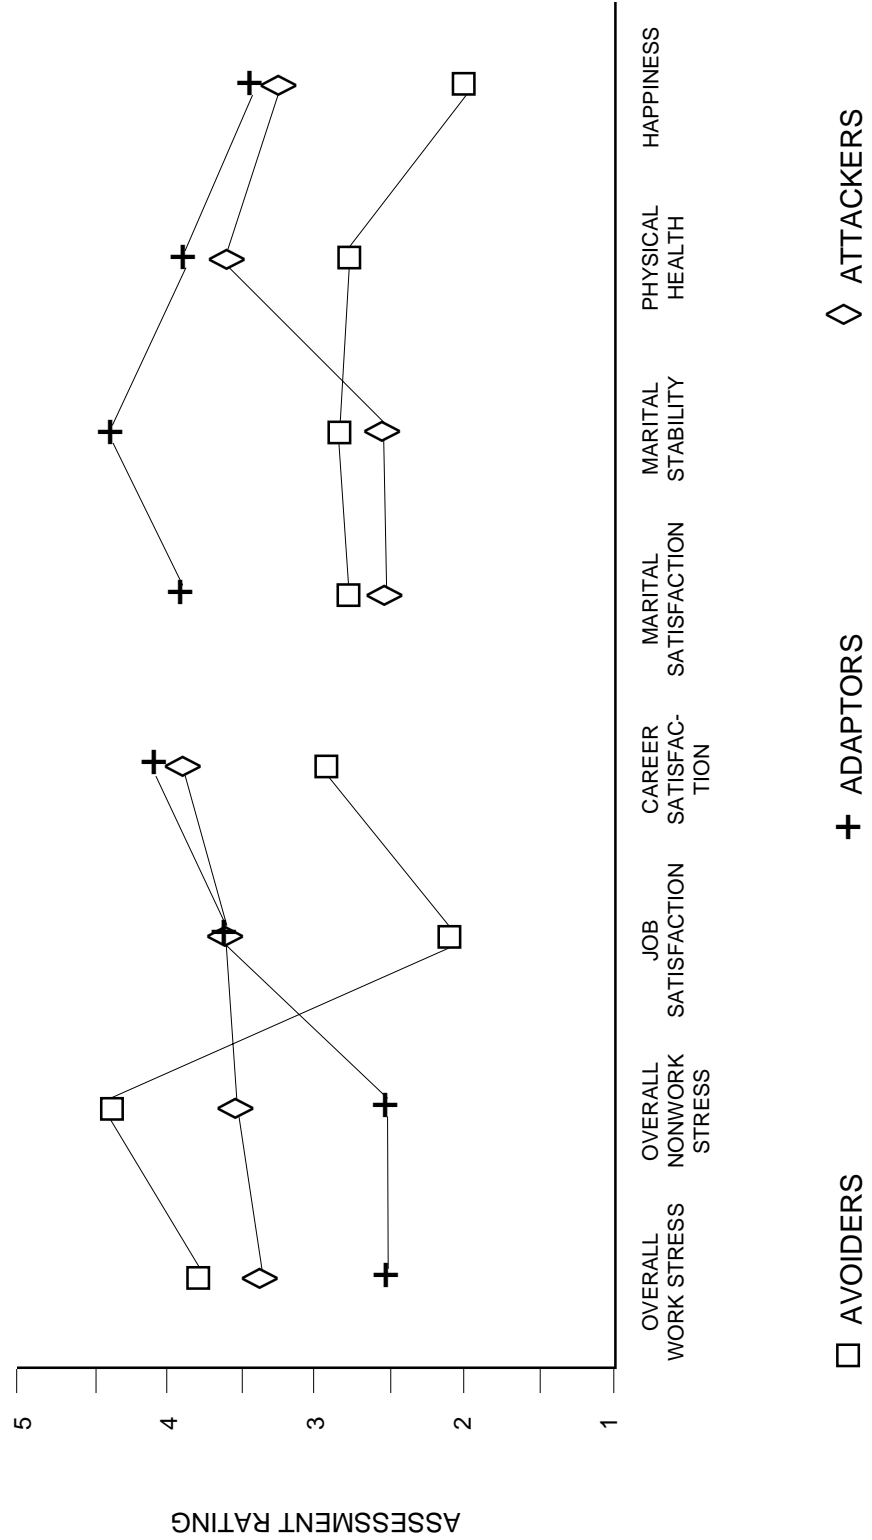 ASSESSMENT RATING
5
4
3
2
1
OVERALL
WORK STRESS
OVERALL
NONWORK
STRESS
JOB
SATISFACTION
CAREER
SATISFAC-
TION
MARITAL
SATISFACTION
MARITAL
STABILITY
PHYSICAL
HEALTH
HAPPINESS
AVOIDERS
ADAPTORS
ATTACKERS